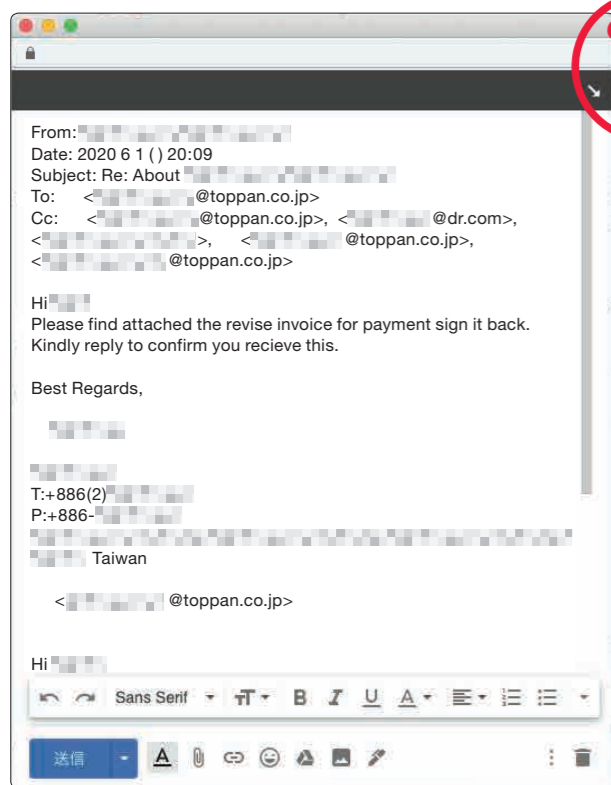 From:
Date: 2020 6 1 ( ) 20:09
Subject: Re: About
To: < @toppan.co.jp>
Cc: < @toppan.co.jp>, < @dr.com>,
< >, < @toppan.co.jp>,
< @toppan.co.jp>
Hi
Please find attached the revise invoice for payment sign it back.
Kindly reply to confirm you recieve this.
Best Regards,
T:+886(2)
P:+886-
Taiwan
< @toppan.co.jp>
Hi
Sans Serif
送信